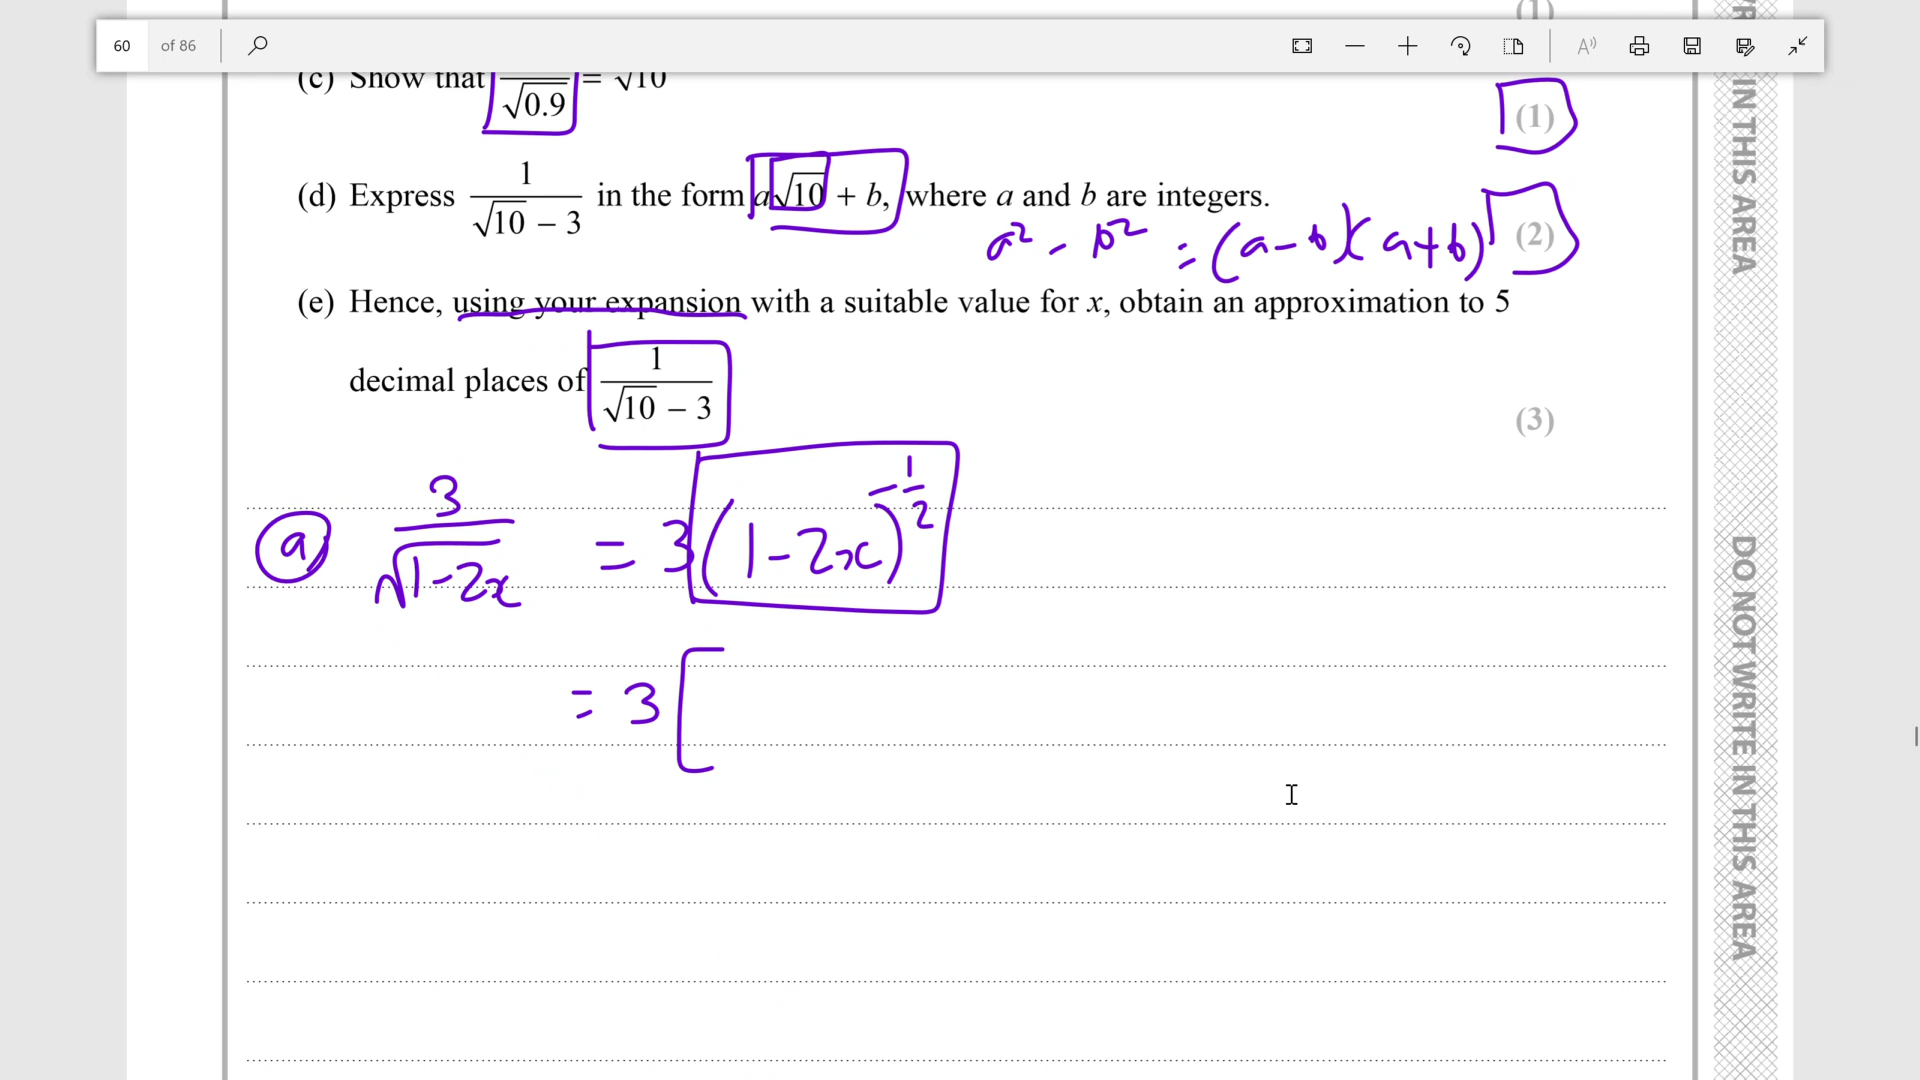 (1)
60 of 86
(c) Show that √0.9 = √10
(1)
(d) Express 1/(√10 – 3) in the form a√10 + b, where a and b are integers.
(2)
a² - b² = (a-b)(a+b)
(e) Hence, using your expansion with a suitable value for x, obtain an approximation to 5
decimal places of 1/(√10 – 3)
(3)
(a) 3/√(1-2x) = 3(1-2x)^(-1/2)
= 3[
IN THIS AREA
DO NOT WRITE IN THIS AREA